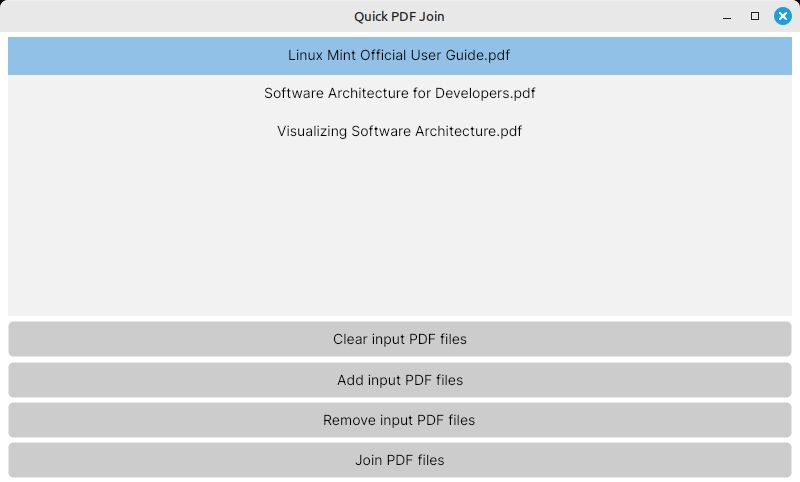 Quick PDF Join
Linux Mint Official User Guide.pdf
Software Architecture for Developers.pdf
Visualizing Software Architecture.pdf
Clear input PDF files
Add input PDF files
Remove input PDF files
Join PDF files